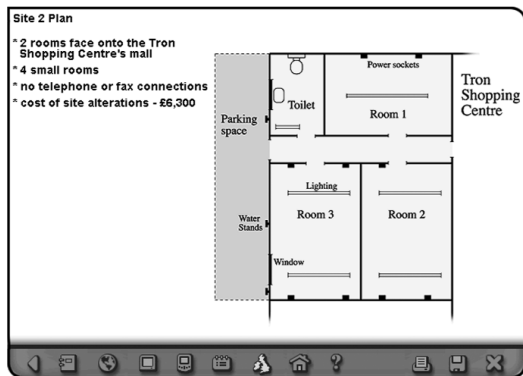 Site 2 Plan
* 2 rooms face onto the Tron
Shopping Centre's mall
* 4 small rooms
* no telephone or fax connections
* cost of site alterations - £6,300
Power sockets
Toilet
Room 1
Tron
Shopping
Centre
Parking
space
Lighting
Water
Stands
Room 3
Room 2
Window